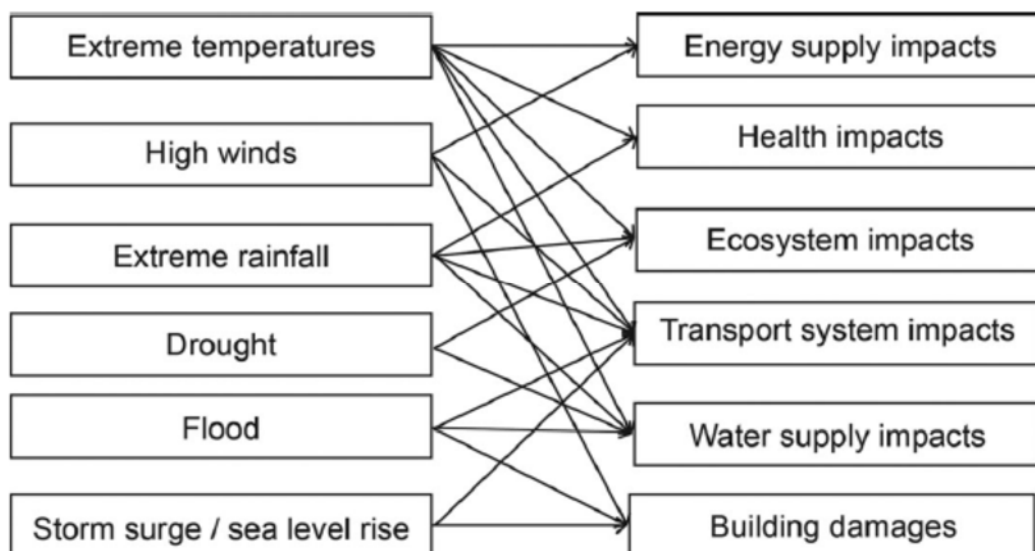 Extreme temperatures
Energy supply impacts
High winds
Health impacts
Extreme rainfall
Ecosystem impacts
Drought
Transport system impacts
Flood
Water supply impacts
Storm surge / sea level rise
Building damages